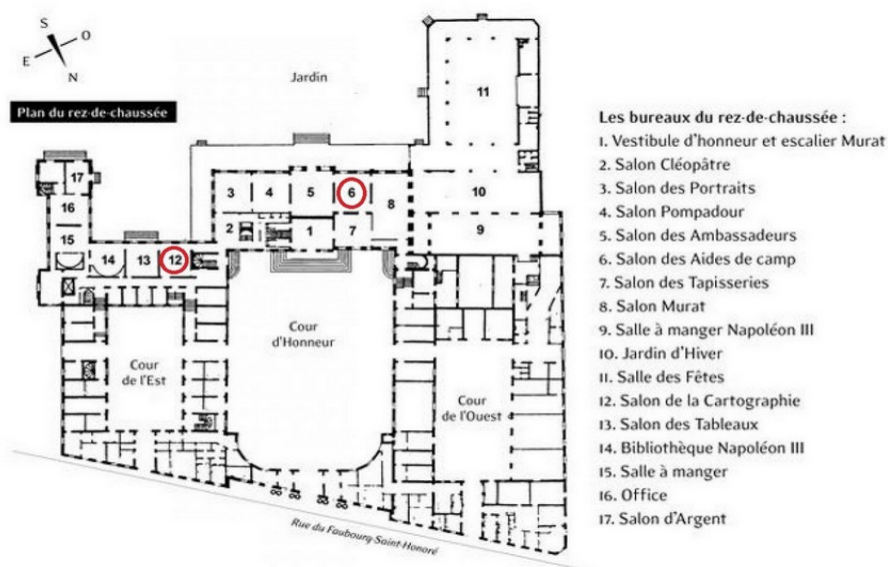 S
O
E
N
Plan du rez-de-chaussée
Jardin
11
17
16
15
14
13
12
3
4
5
6
8
2
1
7
10
9
Cour
d'Honneur
Cour
de l'Est
Cour
de l'Ouest
Rue du Faubourg-Saint-Honoré
Les bureaux du rez-de-chaussée :
1. Vestibule d'honneur et escalier Murat
2. Salon Cléopâtre
3. Salon des Portraits
4. Salon Pompadour
5. Salon des Ambassadeurs
6. Salon des Aides de camp
7. Salon des Tapisseries
8. Salon Murat
9. Salle à manger Napoléon III
10. Jardin d'Hiver
11. Salle des Fêtes
12. Salon de la Cartographie
13. Salon des Tableaux
14. Bibliothèque Napoléon III
15. Salle à manger
16. Office
17. Salon d'Argent